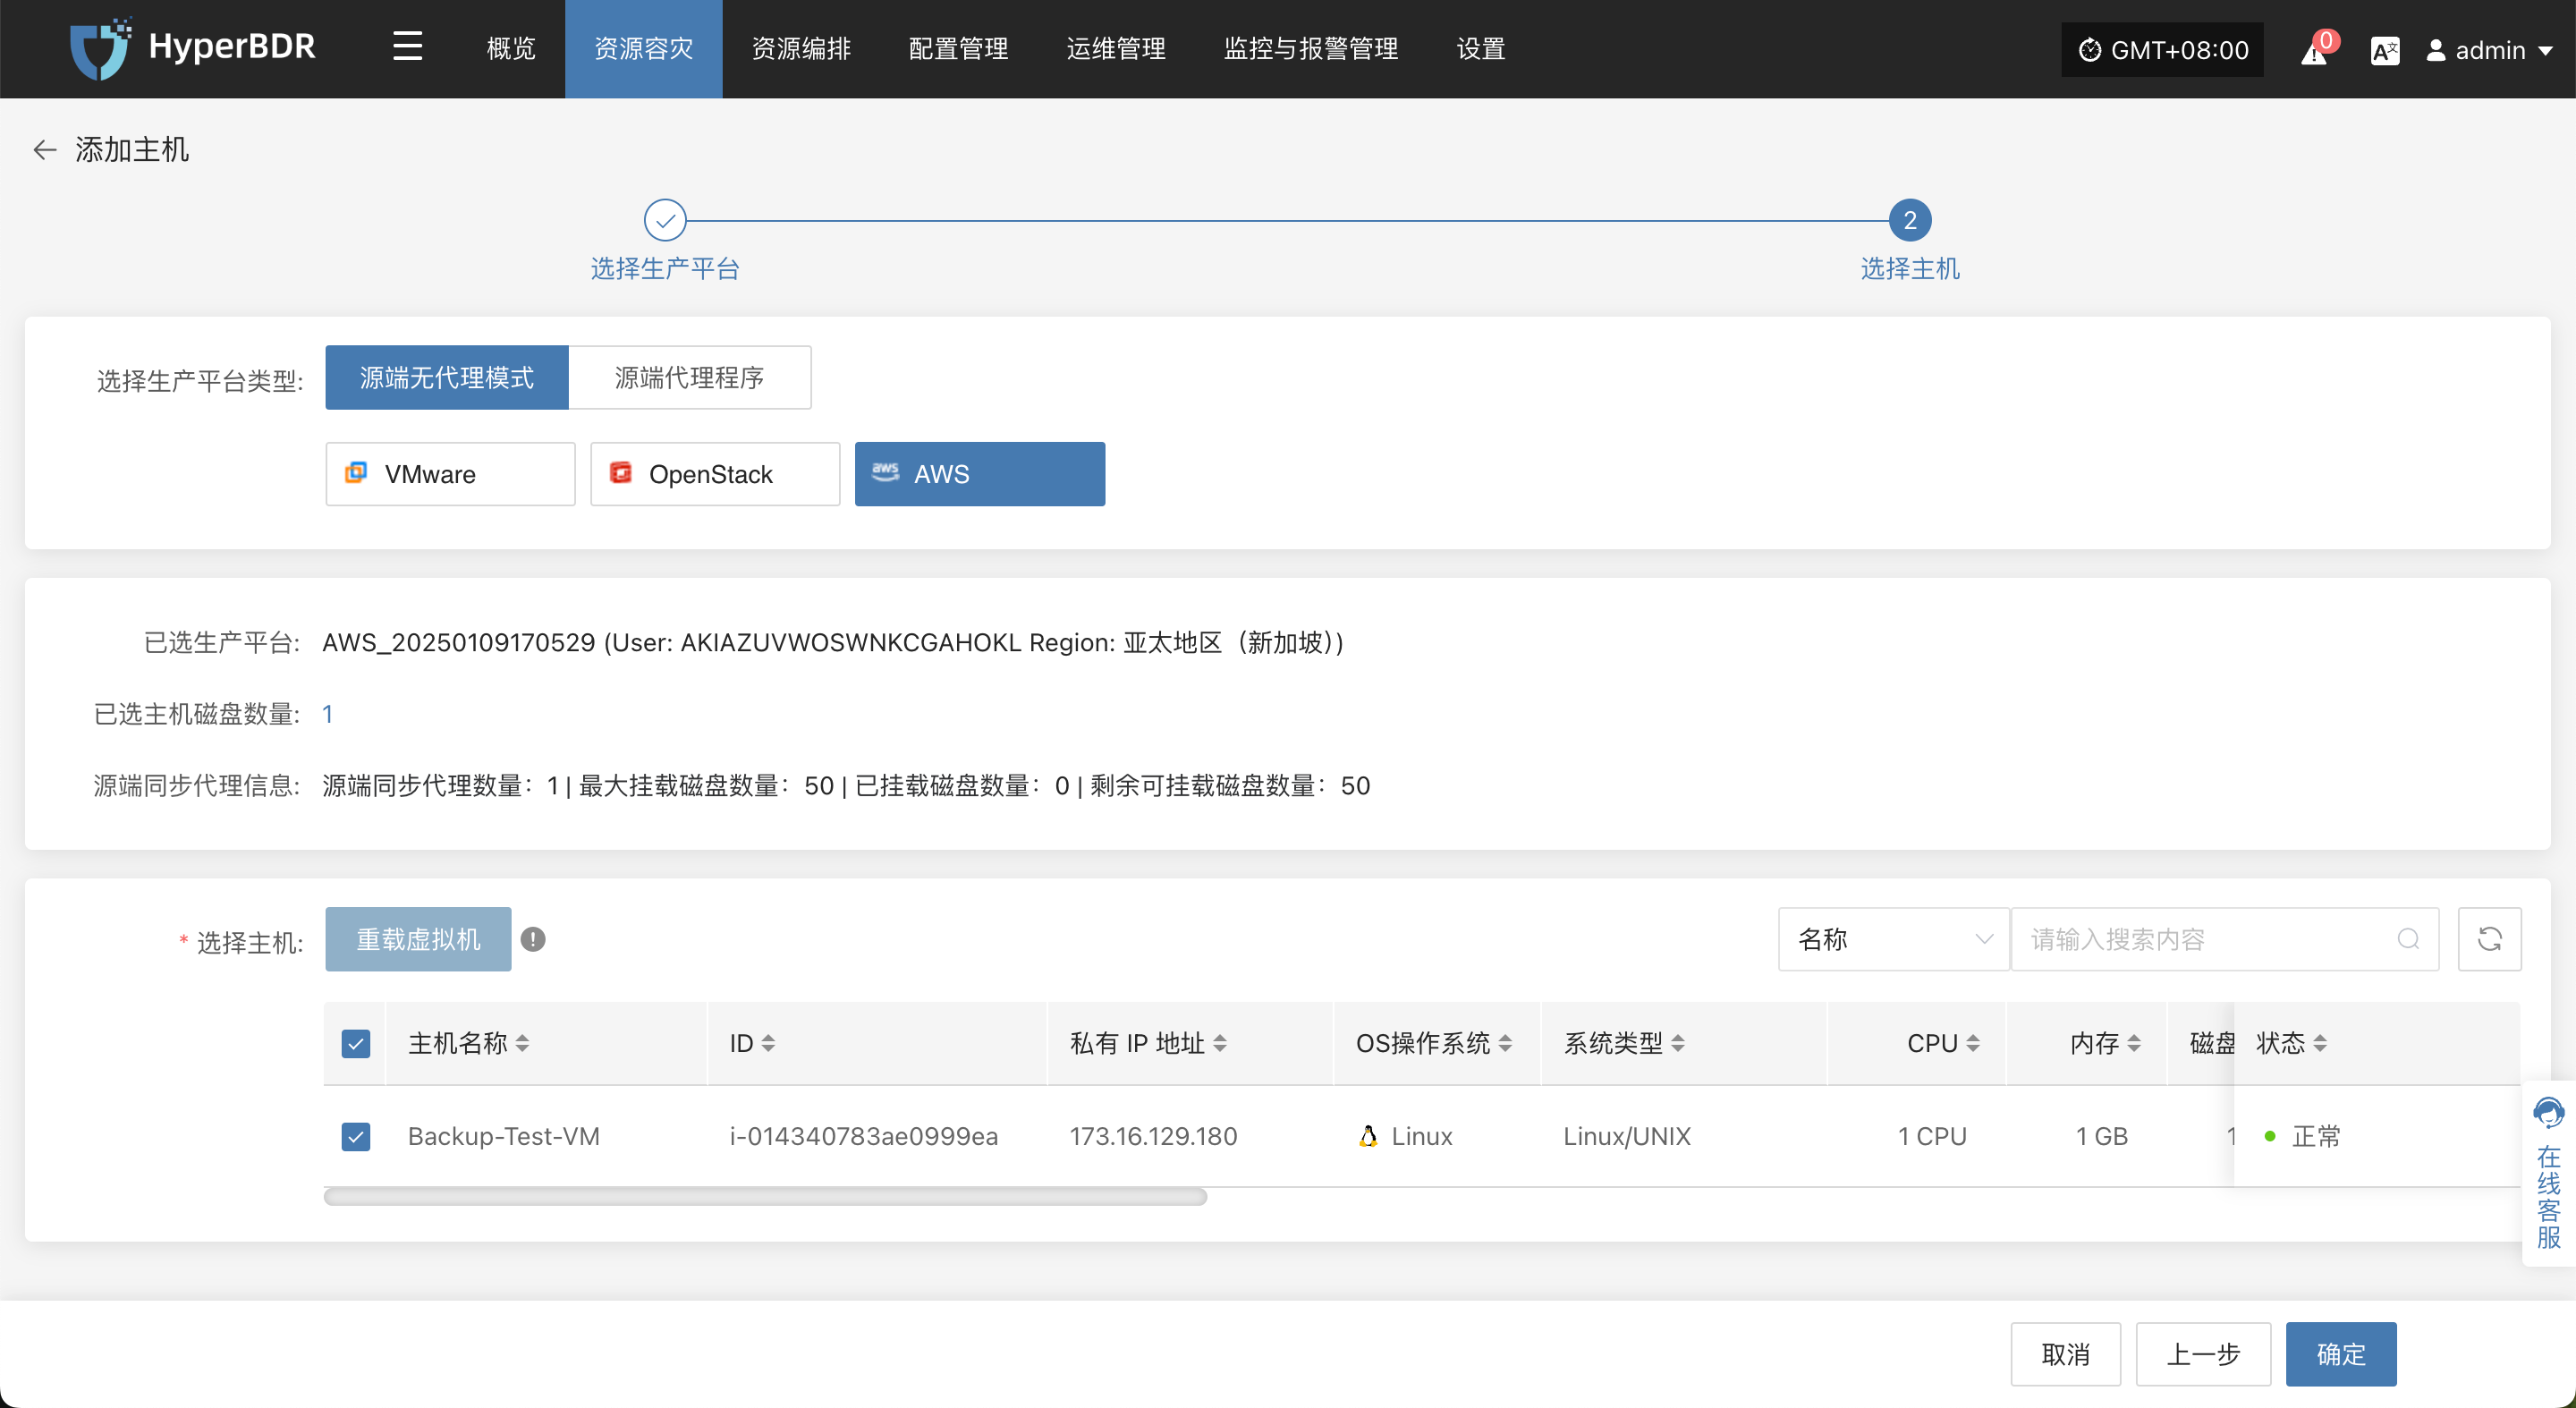 HyperBDR 概览 资源容灾 资源编排 配置管理 运维管理 监控与报警管理 设置 GMT+08:00 0 admin
添加主机
2
选择生产平台 选择主机
选择生产平台类型: 源端无代理模式 源端代理程序
VMware OpenStack aws AWS
已选生产平台: AWS_20250109170529 (User: AKIAZUVWOSWNKCGAHOKL Region: 亚太地区（新加坡）)
已选主机磁盘数量: 1
源端同步代理信息: 源端同步代理数量：1 | 最大挂载磁盘数量：50 | 已挂载磁盘数量：0 | 剩余可挂载磁盘数量：50
* 选择主机: 重载虚拟机 名称 请输入搜索内容
主机名称 ID 私有 IP 地址 OS操作系统 系统类型 CPU 内存 磁盘 状态
Backup-Test-VM i-014340783ae0999ea 173.16.129.180 Linux Linux/UNIX 1 CPU 1 GB 1 正常
在线客服
取消 上一步 确定